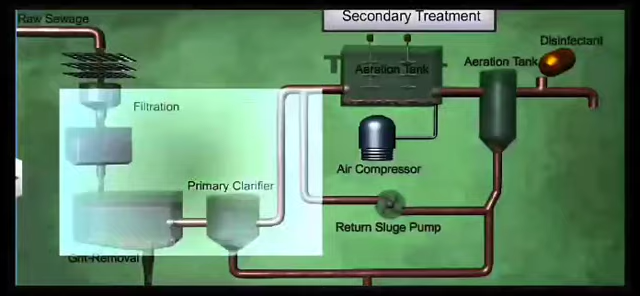 Raw Sewage
Secondary Treatment
Disinfectant
Aeration Tank
Aeration Tank
Filtration
Air Compressor
Primary Clarifier
Return Sluge Pump
Grit-Removal